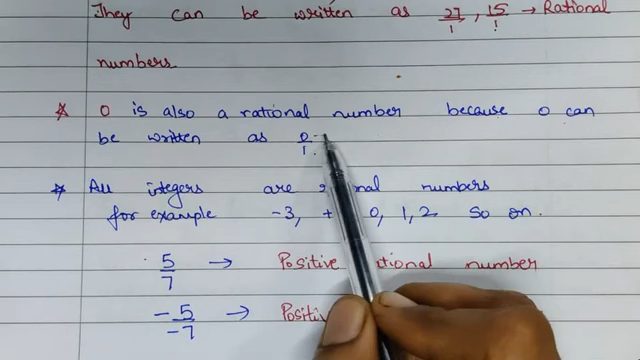 They can be written as 27/1, 15/1 → Rational
numbers
☆ 0 is also a rational number because 0 can
be written as 0/1.
☆ All integers are numbers
for example -3, + 0, 1, 2 so on.
5/7 → Positive number
-5/-7 →